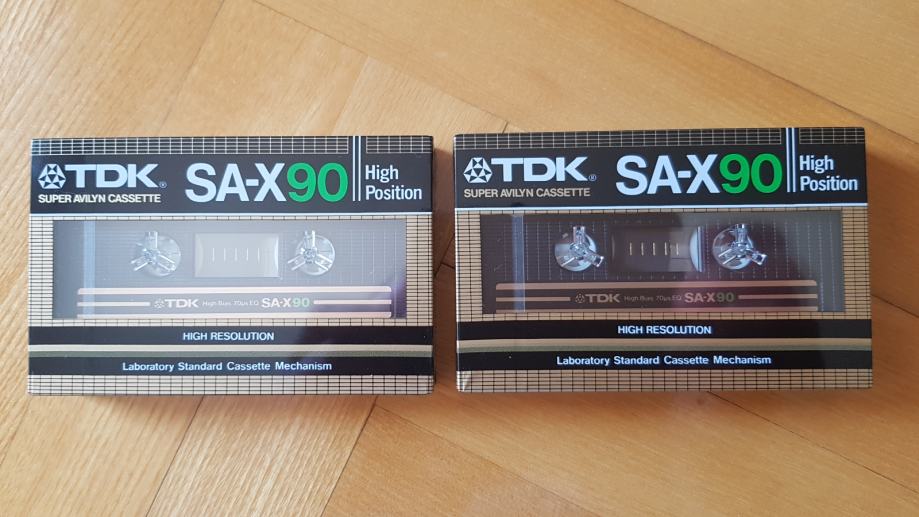 TDK® SA-X90 High Position
SUPER AVILYN CASSETTE
TDK High Bias 70µs EQ SA-X90
HIGH RESOLUTION
Laboratory Standard Cassette Mechanism
TDK® SA-X90 High Position
SUPER AVILYN CASSETTE
TDK High Bias 70µs EQ SA-X90
HIGH RESOLUTION
Laboratory Standard Cassette Mechanism